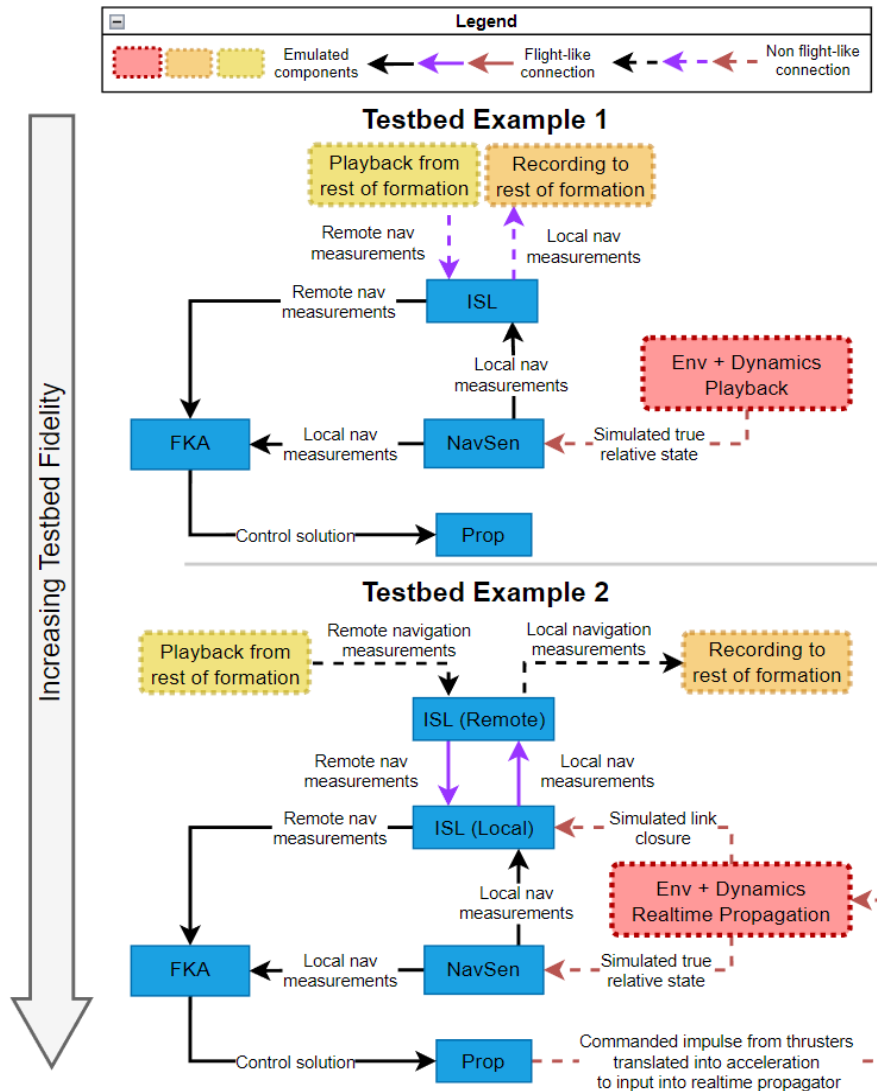 Legend
Emulated
components
Flight-like
connection
Non flight-like
connection
Increasing Testbed Fidelity
Testbed Example 1
Playback from
rest of formation
Recording to
rest of formation
Remote nav
measurements
Local nav
measurements
Remote nav
measurements
ISL
Local nav
measurements
Env + Dynamics
Playback
FKA
Local nav
measurements
NavSen
Simulated true
relative state
Control solution
Prop
Testbed Example 2
Playback from
rest of formation
Remote navigation
measurements
Local navigation
measurements
Recording to
rest of formation
ISL (Remote)
Remote nav
measurements
Local nav
measurements
Remote nav
measurements
ISL (Local)
Simulated link
closure
Local nav
measurements
Env + Dynamics
Realtime Propagation
FKA
Local nav
measurements
NavSen
Simulated true
relative state
Control solution
Prop
Commanded impulse from thrusters
translated into acceleration
to input into realtime propagator